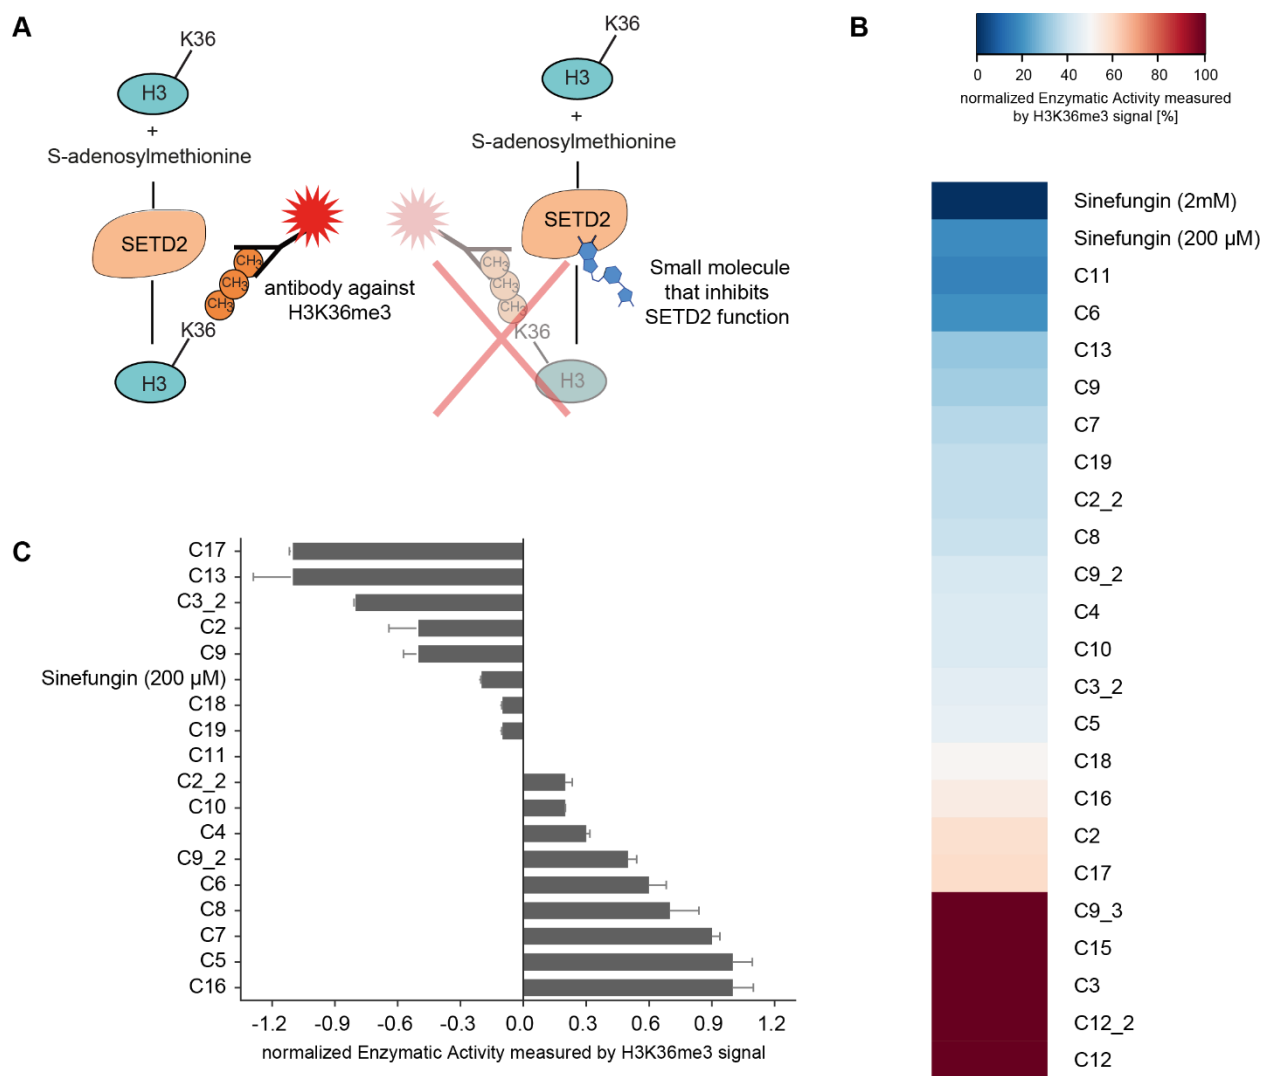 A
K36
H3
+
S-adenosylmethionine
SETD2
CH3
CH3
CH3
antibody against
H3K36me3
K36
H3
K36
H3
+
S-adenosylmethionine
SETD2
CH3
CH3
CH3
K36
H3
Small molecule
that inhibits
SETD2 function
B
0 20 40 60 80 100
normalized Enzymatic Activity measured
by H3K36me3 signal [%]
Sinefungin (2mM)
Sinefungin (200 µM)
C11
C6
C13
C9
C7
C19
C2_2
C8
C9_2
C4
C10
C3_2
C5
C18
C16
C2
C17
C9_3
C15
C3
C12_2
C12
C
C17
C13
C3_2
C2
C9
Sinefungin (200 µM)
C18
C19
C11
C2_2
C10
C4
C9_2
C6
C8
C7
C5
C16
-1.2 -0.9 -0.6 -0.3 0.0 0.3 0.6 0.9 1.2
normalized Enzymatic Activity measured by H3K36me3 signal